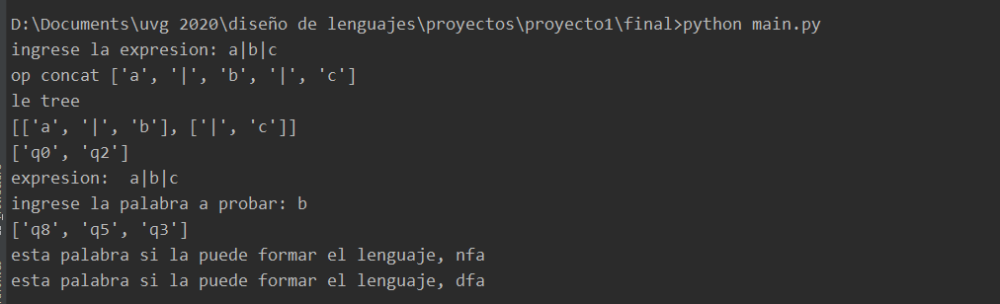 D:\Documents\uvg 2020\diseño de lenguajes\proyectos\proyecto1\final>python main.py
ingrese la expresion: a|b|c
op concat ['a', '|', 'b', '|', 'c']
le tree
[['a', '|', 'b'], ['|', 'c']]
['q0', 'q2']
expresion:  a|b|c
ingrese la palabra a probar: b
['q8', 'q5', 'q3']
esta palabra si la puede formar el lenguaje, nfa
esta palabra si la puede formar el lenguaje, dfa